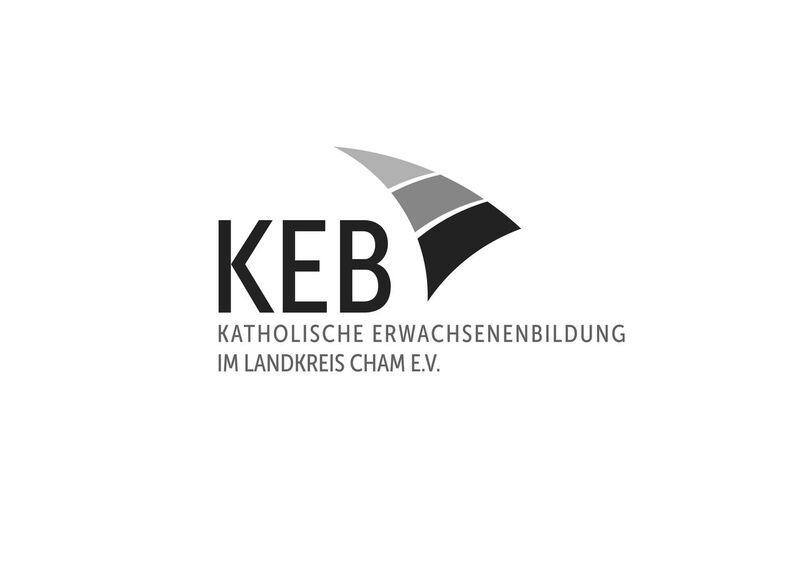 KEB
KATHOLISCHE ERWACHSENENBILDUNG
IM LANDKREIS CHAM E.V.